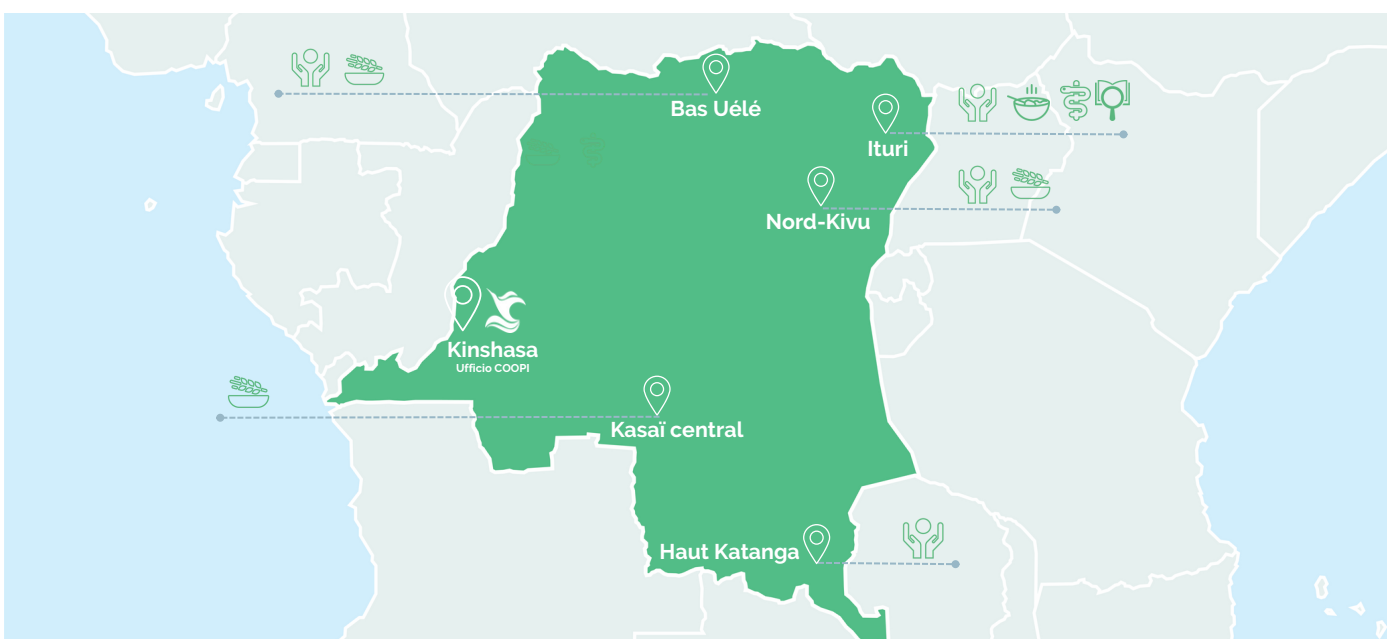 Bas Uélé
Ituri
Nord-Kivu
Kinshasa
Ufficio COOPI
Kasaï central
Haut Katanga